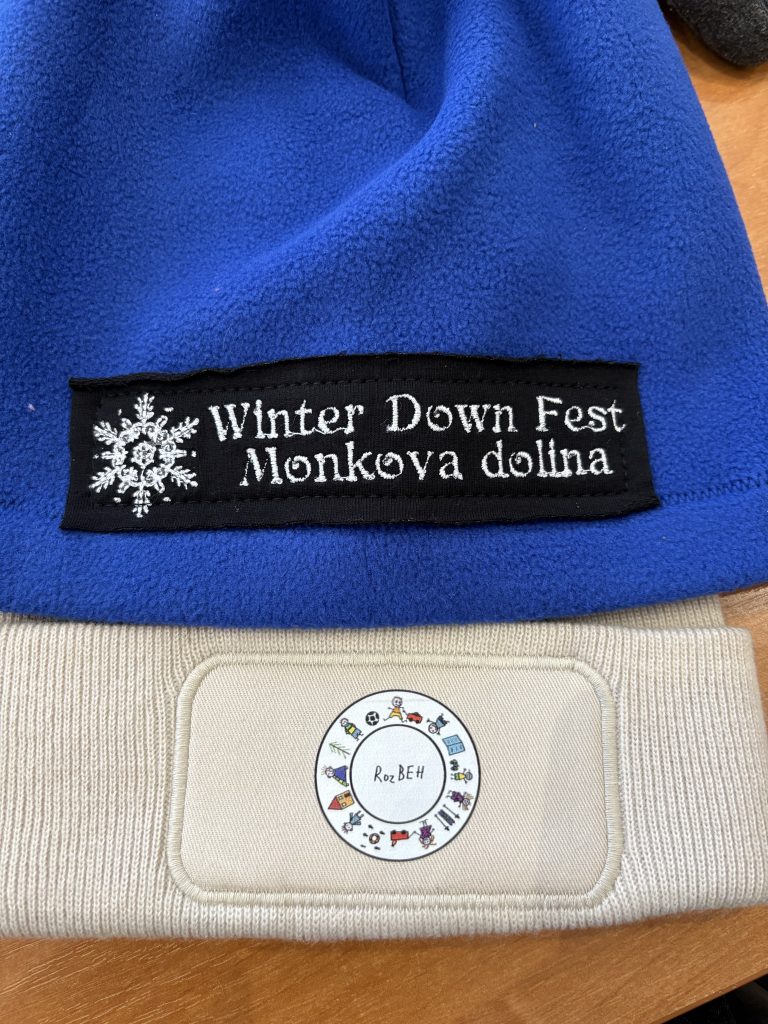 Winter Down Fest
Monkova dolina
RozBEH